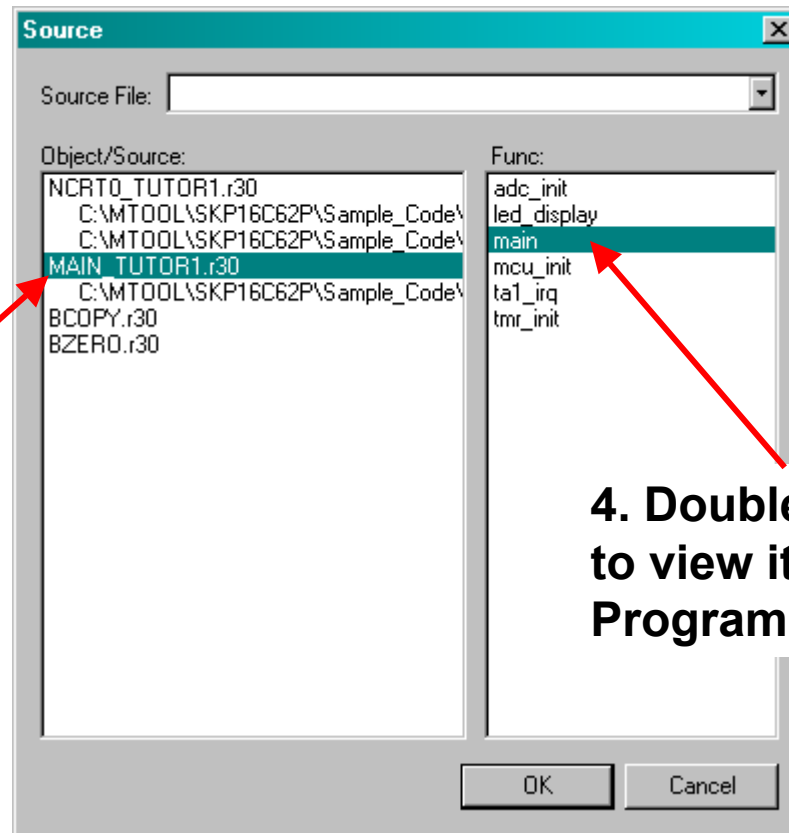 Source
Source File:
Object/Source:
NCRT0_TUTOR1.r30
C:\MTOOL\SKP16C62P\Sample_Code\
C:\MTOOL\SKP16C62P\Sample_Code\
MAIN_TUTOR1.r30
C:\MTOOL\SKP16C62P\Sample_Code\
BCOPY.r30
BZERO.r30
Func:
adc_init
led_display
main
mcu_init
ta1_irq
tmr_init
4. Double
to view it
Program
OK
Cancel